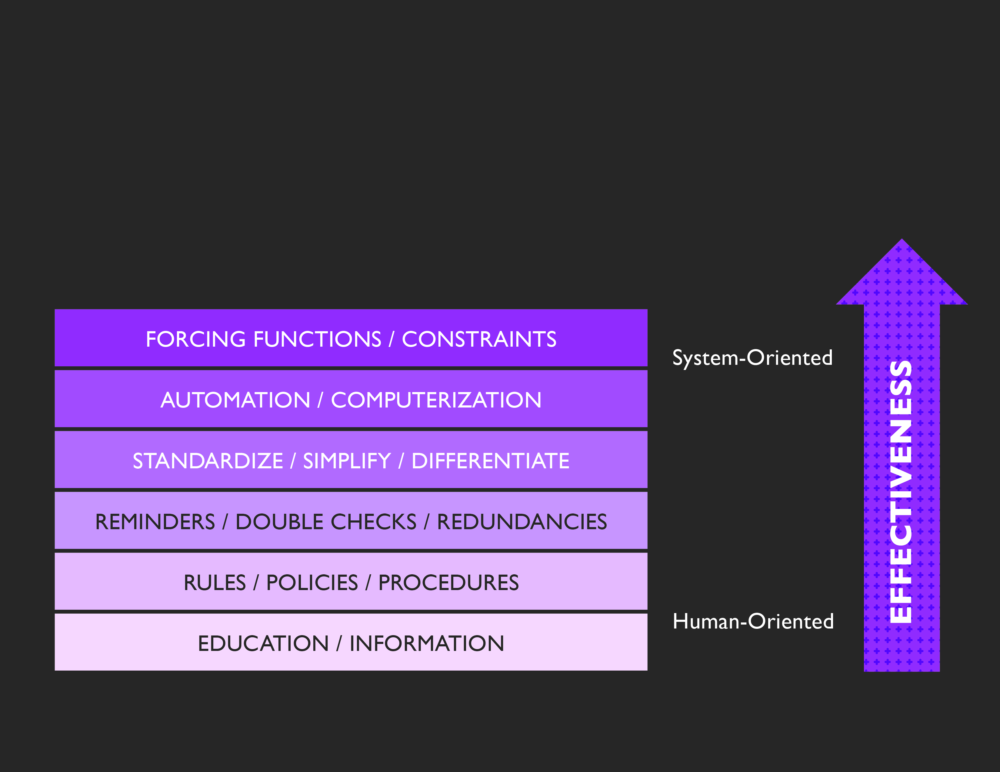 FORCING FUNCTIONS / CONSTRAINTS
System-Oriented
AUTOMATION / COMPUTERIZATION
STANDARDIZE / SIMPLIFY / DIFFERENTIATE
REMINDERS / DOUBLE CHECKS / REDUNDANCIES
RULES / POLICIES / PROCEDURES
Human-Oriented
EDUCATION / INFORMATION
EFFECTIVENESS